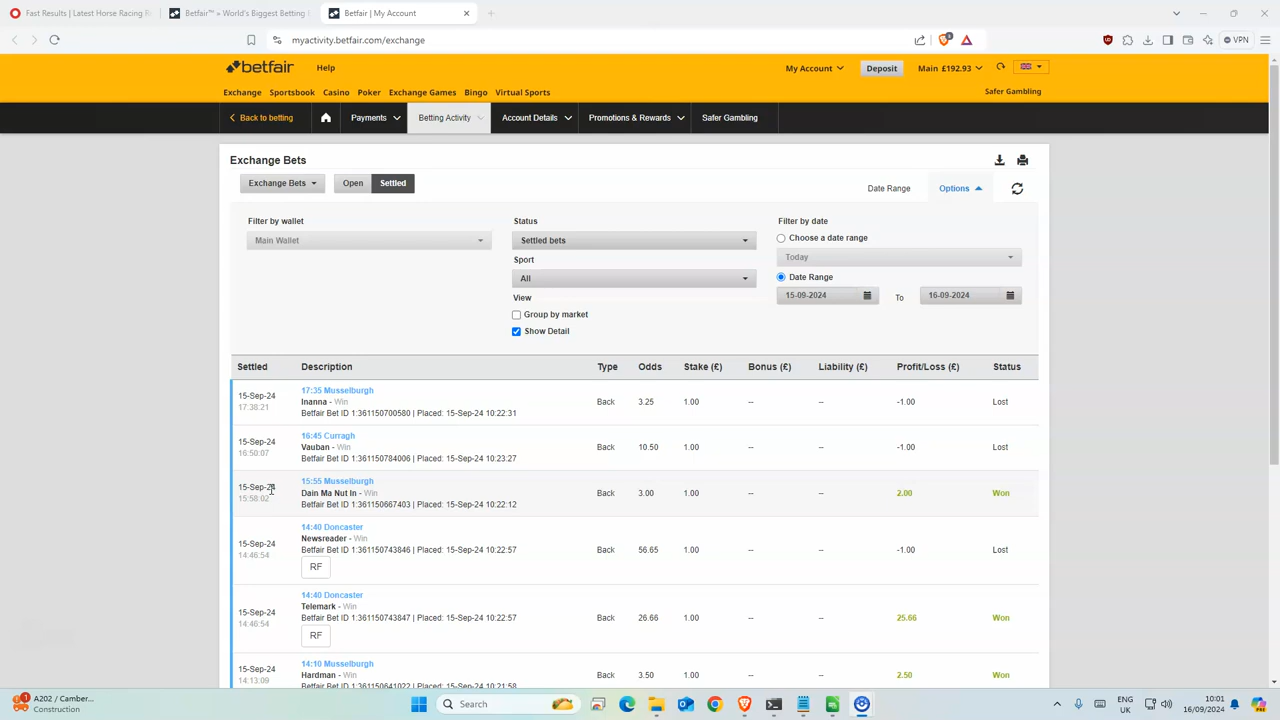 Fast Results | Latest Horse Racing R
Betfair™ » World's Biggest Betting
Betfair | My Account
myactivity.betfair.com/exchange
VPN
betfair
Help
My Account
Deposit
Main £192.93
Exchange Sportsbook Casino Poker Exchange Games Bingo Virtual Sports
Safer Gambling
Back to betting
Payments
Betting Activity
Account Details
Promotions & Rewards
Safer Gambling
Exchange Bets
Exchange Bets
Open
Settled
Date Range
Options
Filter by wallet
Main Wallet
Status
Settled bets
Sport
All
View
Group by market
Show Detail
Filter by date
Choose a date range
Today
Date Range
15-09-2024 To 16-09-2024
Settled Description Type Odds Stake (£) Bonus (£) Liability (£) Profit/Loss (£) Status
15-Sep-24
17:38:21
17:35 Musselburgh
Inanna - Win
Betfair Bet ID 1:361150700580 | Placed: 15-Sep-24 10:22:31
Back 3.25 1.00 -- -- -1.00 Lost
15-Sep-24
16:50:07
16:45 Curragh
Vauban - Win
Betfair Bet ID 1:361150784006 | Placed: 15-Sep-24 10:23:27
Back 10.50 1.00 -- -- -1.00 Lost
15-Sep-24
15:58:02
15:55 Musselburgh
Dain Ma Nut In - Win
Betfair Bet ID 1:361150667403 | Placed: 15-Sep-24 10:22:12
Back 3.00 1.00 -- -- 2.00 Won
15-Sep-24
14:46:54
14:40 Doncaster
Newsreader - Win
Betfair Bet ID 1:361150743846 | Placed: 15-Sep-24 10:22:57
RF
Back 56.65 1.00 -- -- -1.00 Lost
15-Sep-24
14:46:54
14:40 Doncaster
Telemark - Win
Betfair Bet ID 1:361150743847 | Placed: 15-Sep-24 10:22:57
RF
Back 26.66 1.00 -- -- 25.66 Won
15-Sep-24
14:13:09
14:10 Musselburgh
Hardman - Win
Betfair Bet ID 1:361150641022 | Placed: 15-Sep-24 10:21:58
Back 3.50 1.00 -- -- 2.50 Won
A202 / Camber...
Construction
Search
ENG
UK
10:01
16/09/2024